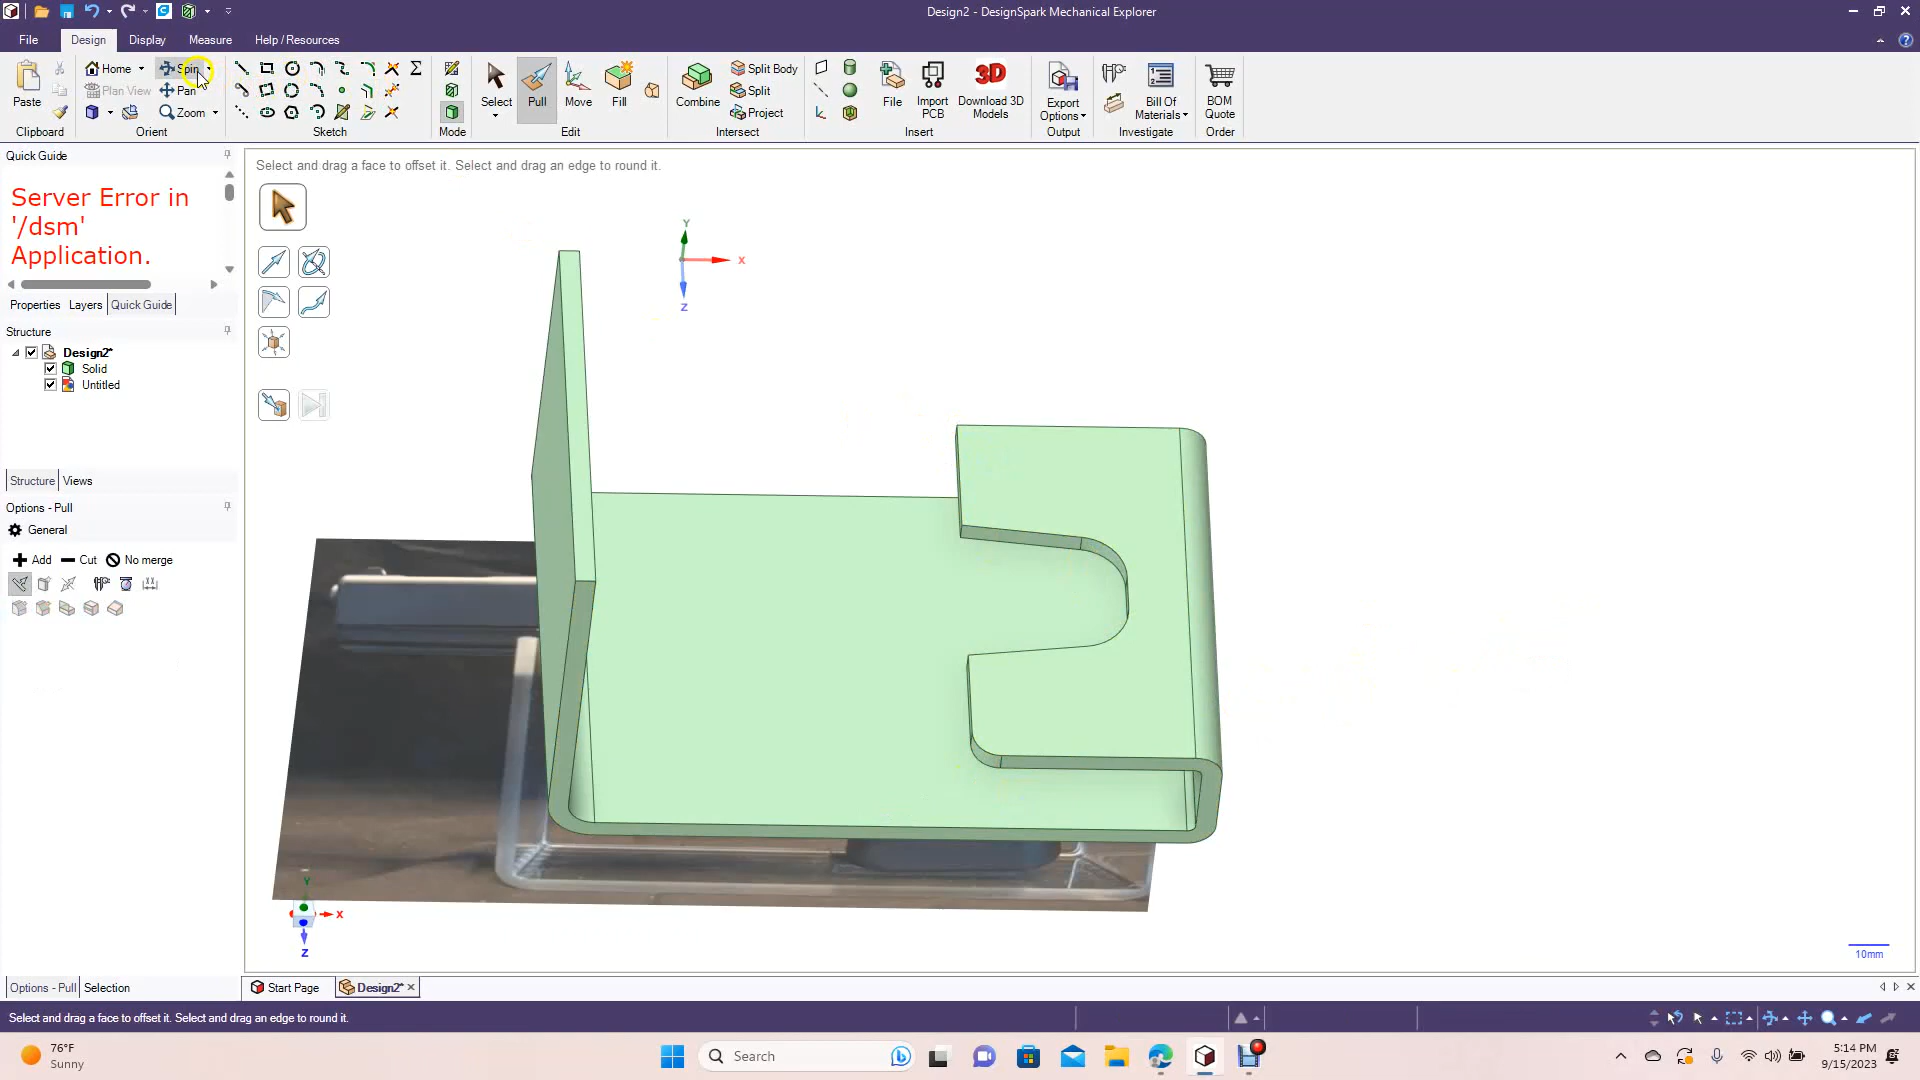 Design2 - DesignSpark Mechanical Explorer
File Design Display Measure Help / Resources
Paste
Clipboard
Home
Plan View
Spin
Pan
Zoom
Orient
Sketch
Mode
Select
Pull
Move
Fill
Edit
Combine
Split Body
Split
Project
Intersect
File
Import PCB
Download 3D Models
3D
Insert
Export Options
Output
Bill Of Materials
Investigate
BOM Quote
Order
Quick Guide
Server Error in
'/dsm'
Application.
Properties Layers Quick Guide
Structure
Design2*
Solid
Untitled
Structure Views
Options - Pull
General
Add Cut No merge
Options - Pull Selection
Select and drag a face to offset it. Select and drag an edge to round it.
Y
X
Z
Y
X
Z
10mm
Start Page Design2*
Select and drag a face to offset it. Select and drag an edge to round it.
76°F
Sunny
Search
5:14 PM
9/15/2023